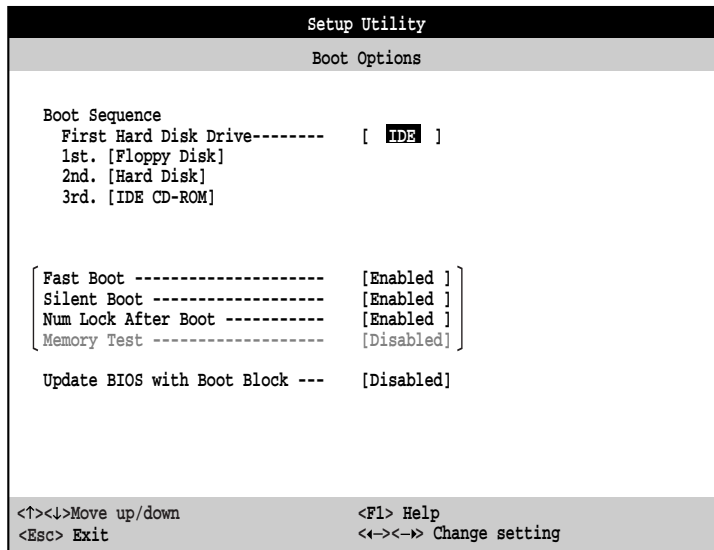 Setup Utility
Boot Options
Boot Sequence
First Hard Disk Drive-------- [ IDE ]
1st. [Floppy Disk]
2nd. [Hard Disk]
3rd. [IDE CD-ROM]
Fast Boot --------------------- [Enabled ]
Silent Boot ------------------- [Enabled ]
Num Lock After Boot ----------- [Enabled ]
Memory Test ------------------- [Disabled]
Update BIOS with Boot Block --- [Disabled]
<↑><↓>Move up/down <F1> Help
<Esc> Exit <←><→> Change setting